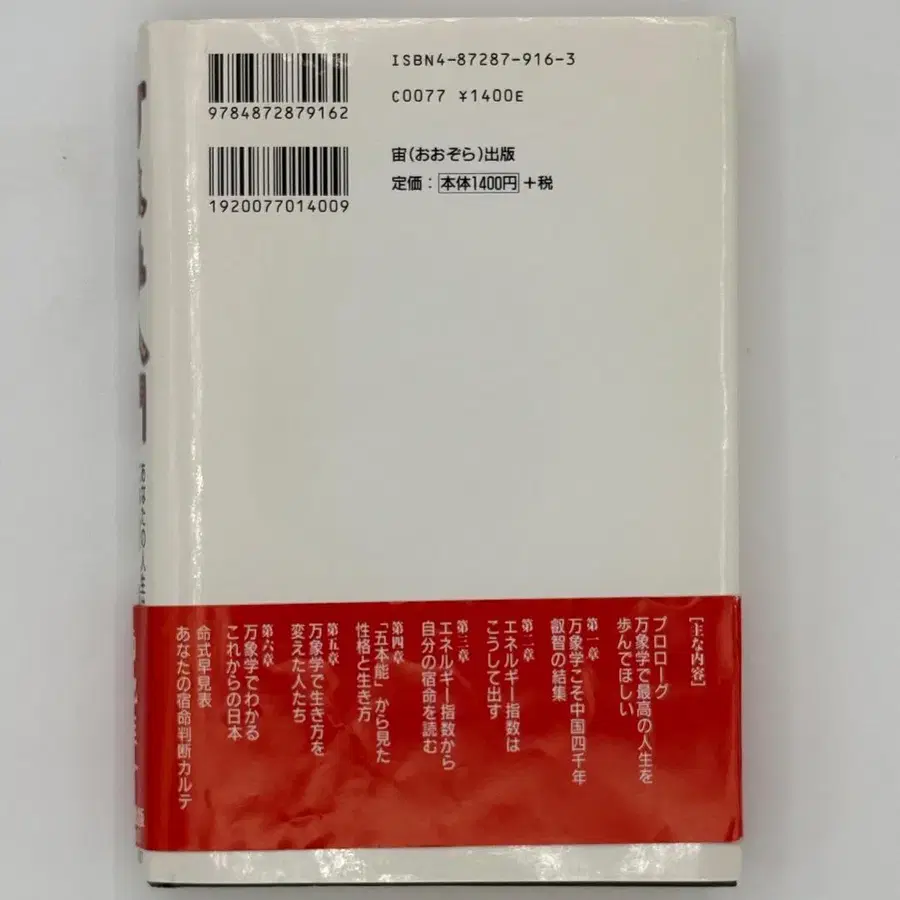 ISBN4-87287-916-3
C0077 ¥1400E
9784872879162
宙(おおぞら)出版
定価:本体1400円+税
1920077014009
[主な内容]
プロローグ
万象学で最高の人生を
歩んでほしい
第一章
万象学こそ中国四千年
叡智の結集
第二章
エネルギー指数は
こうして出す
第三章
エネルギー指数から
自分の宿命を読む
第四章
「五本能」から見た
性格と生き方
第五章
万象学で生き方を
変えた人たち
第六章
万象学でわかる
これからの日本
命式早見表
あなたの宿命判断カルテ
あなたの人生